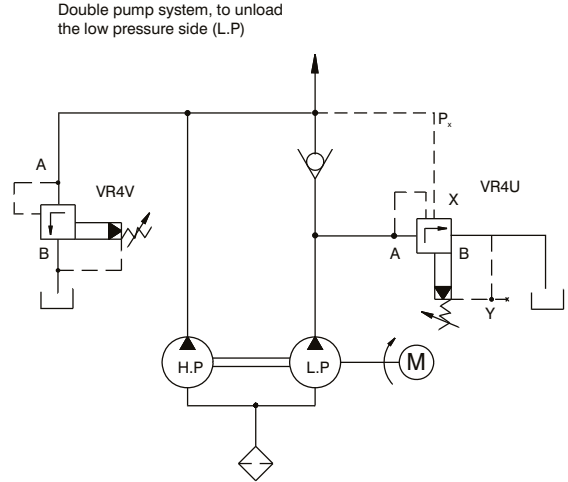 Double pump system, to unload
the low pressure side (L.P)
Px
A
VR4V
X
VR4U
B
A
B
Y
H.P
L.P
M